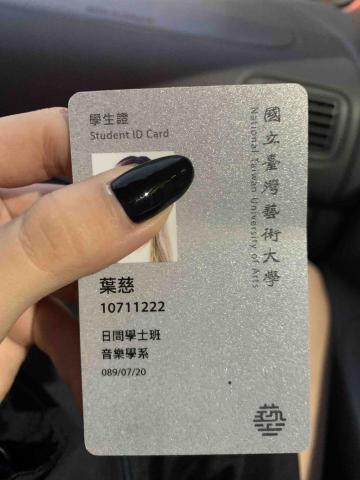 學生證
Student ID Card
國立臺灣藝術大學
National Taiwan University of Arts
葉慈
10711222
日間學士班
音樂學系
089/07/20